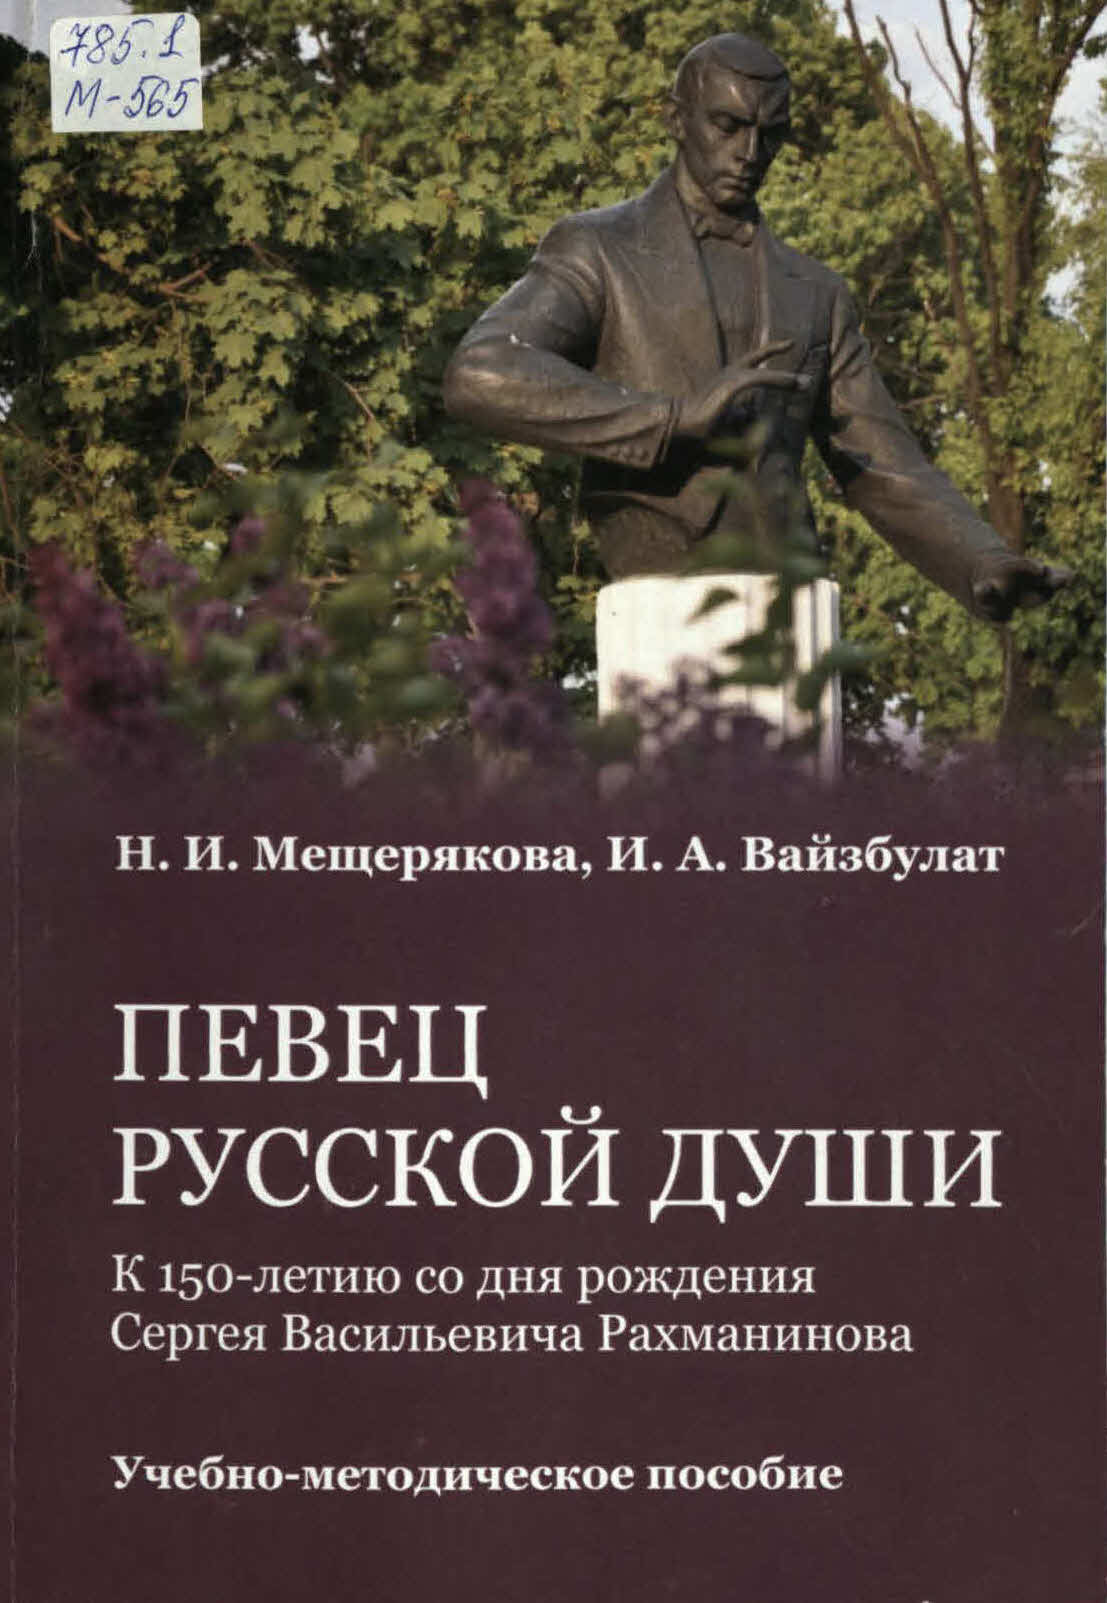 785.1
М-565
Н. И. Мещерякова, И. А. Вайзбулат
ПЕВЕЦ
РУССКОЙ ДУШИ
К 150-летию со дня рождения
Сергея Васильевича Рахманинова
Учебно-методическое пособие